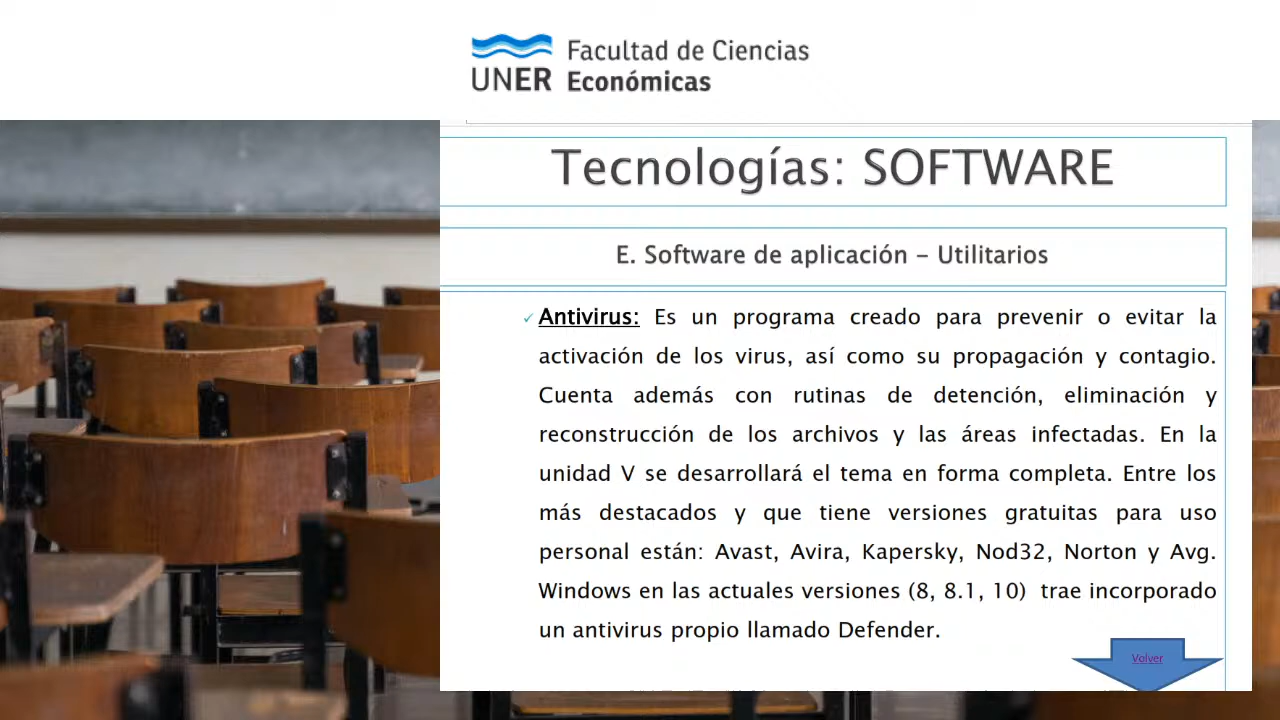 UNER Facultad de Ciencias
Económicas
Tecnologías: SOFTWARE
E. Software de aplicación – Utilitarios
✓ Antivirus: Es un programa creado para prevenir o evitar la
activación de los virus, así como su propagación y contagio.
Cuenta además con rutinas de detención, eliminación y
reconstrucción de los archivos y las áreas infectadas. En la
unidad V se desarrollará el tema en forma completa. Entre los
más destacados y que tiene versiones gratuitas para uso
personal están: Avast, Avira, Kapersky, Nod32, Norton y Avg.
Windows en las actuales versiones (8, 8.1, 10) trae incorporado
un antivirus propio llamado Defender.
Volver